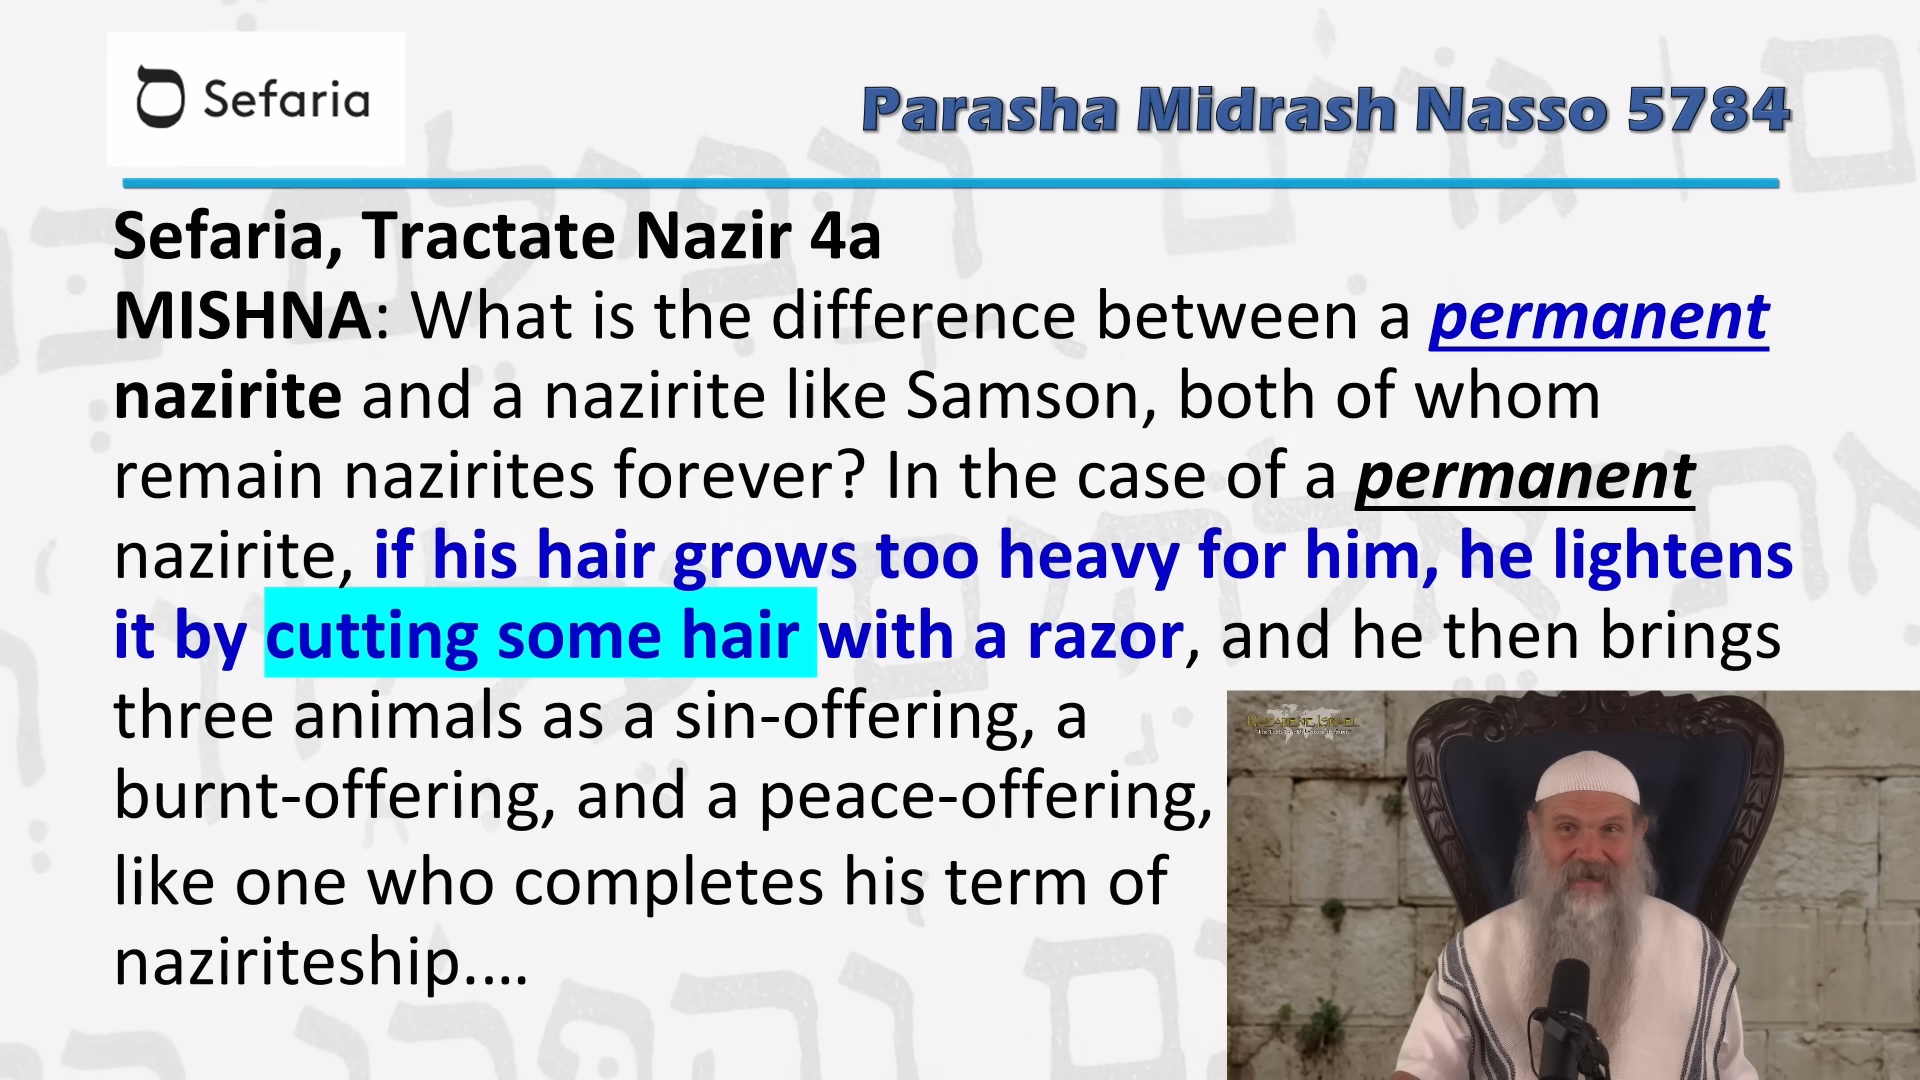 Sefaria
Parasha Midrash Nasso 5784
Sefaria, Tractate Nazir 4a
MISHNA: What is the difference between a permanent
nazirite and a nazirite like Samson, both of whom
remain nazirites forever? In the case of a permanent
nazirite, if his hair grows too heavy for him, he lightens
it by cutting some hair with a razor, and he then brings
three animals as a sin-offering, a
burnt-offering, and a peace-offering,
like one who completes his term of
naziriteship.…
NAZARENE ISRAEL